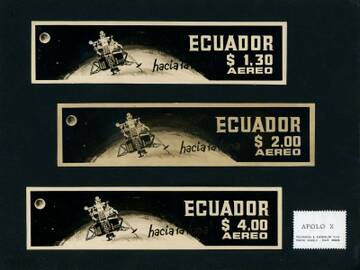 ECUADOR
$ 1.30
AEREO
hacia la
ECUADOR
$ 2.00
AEREO
hacia la
ECUADOR
$ 4.00
AEREO
hacia la
APOLO X